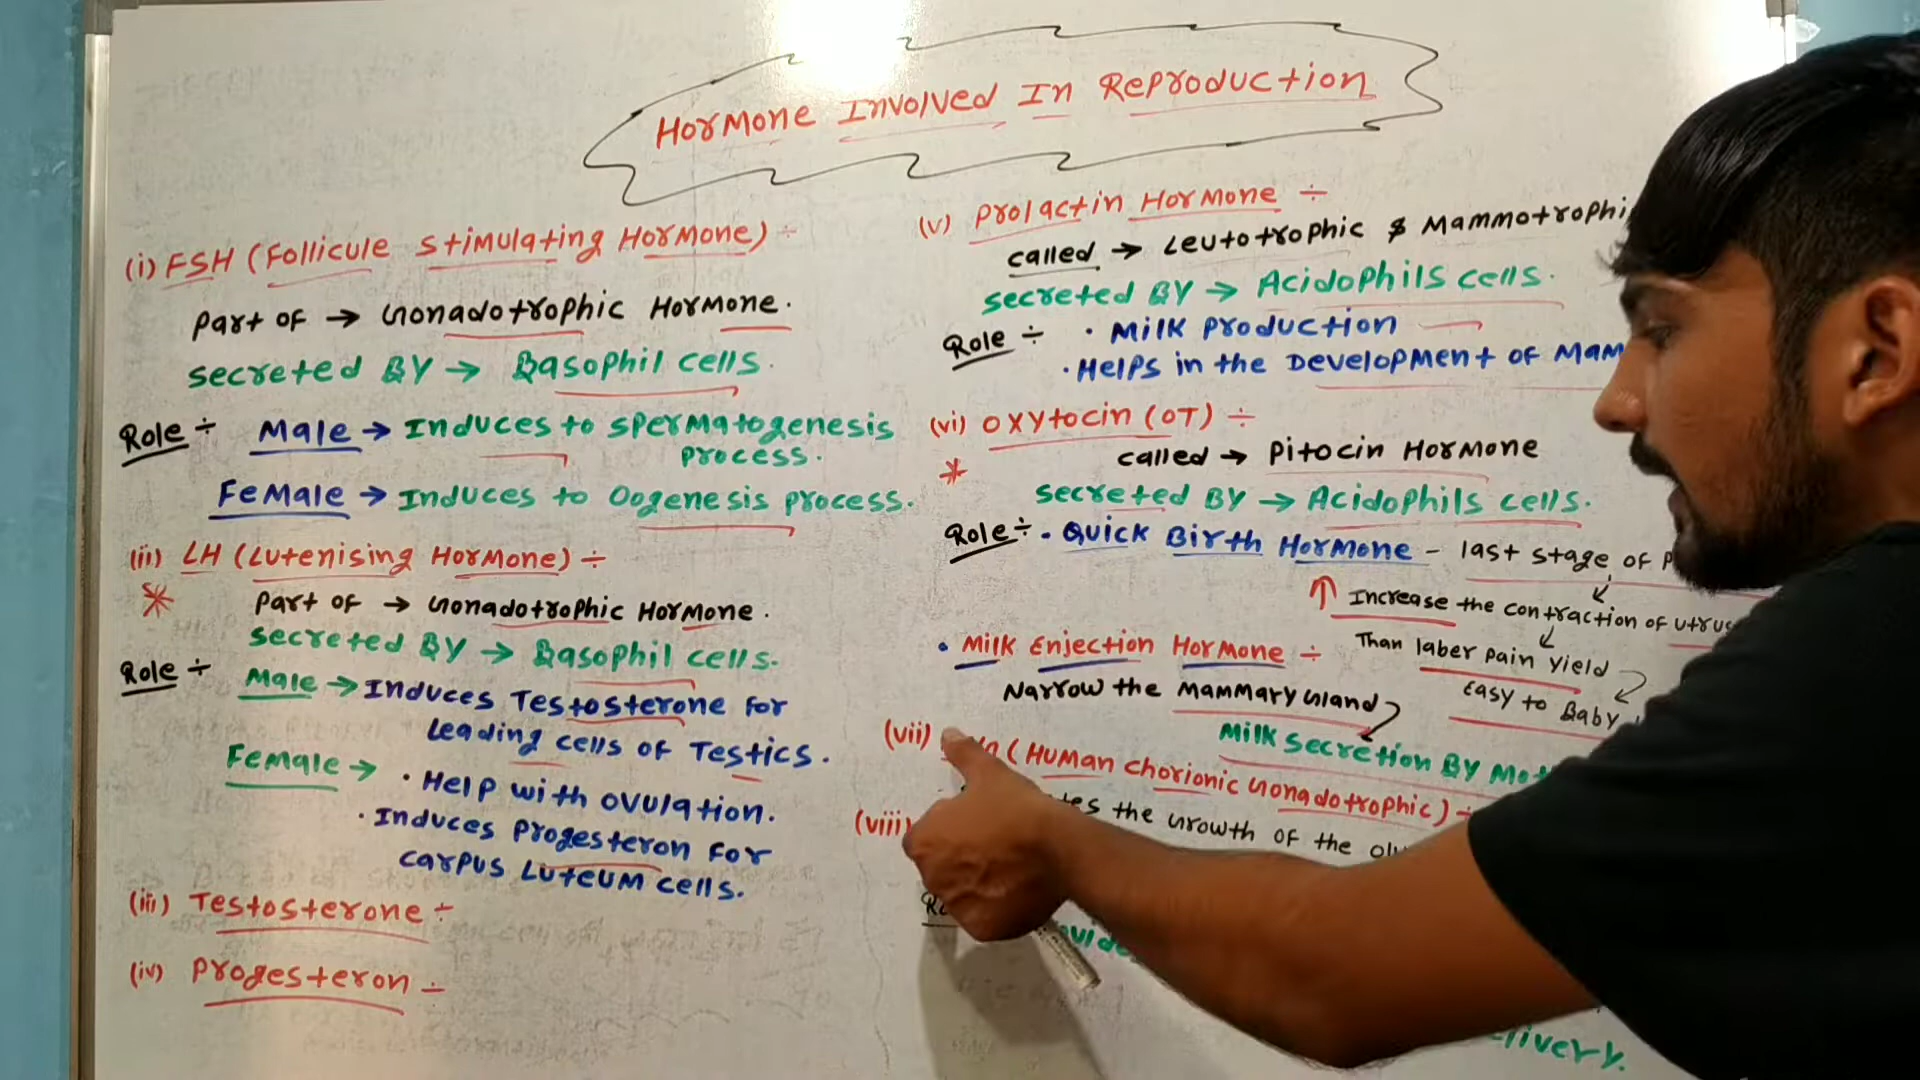 Hormone Involved In Reproduction
(i) FSH (Follicule Stimulating Hormone) ÷
Part of → Gonadotrophic Hormone.
Secreted By → Basophil cells.
Role ÷ Male → Induces to spermatogenesis
process.
Female → Induces to Oogenesis process.
(ii) LH (Lutenising Hormone) ÷
Part of → Gonadotrophic Hormone.
Secreted By → Basophil cells.
Role ÷
Male → Induces Testosterone for
leading cells of Testics.
Female → • Help with ovulation.
• Induces Progesteron for
carpus Luteum cells.
(iii) Testosterone ÷
(iv) Progesteron ÷
(v) Prolactin Hormone ÷
called → Leutotrophic & Mammotrophi
Secreted By → Acidophils cells.
Role ÷ • Milk production
• Helps in the Development of Mam
(vi) Oxytocin (OT) ÷
called → Pitocin Hormone
secreted By → Acidophils cells.
Role ÷ • Quick Birth Hormone - last stage of P
↑ Increase the contraction of utrus
Than laber pain yield
easy to Baby
• Milk Enjection Hormone ÷
Narrow the mammary gland
Milk secretion By Mot
(vii) (Human chorionic Gonadotrophic) ÷
the growth of the
(viii)
livery.